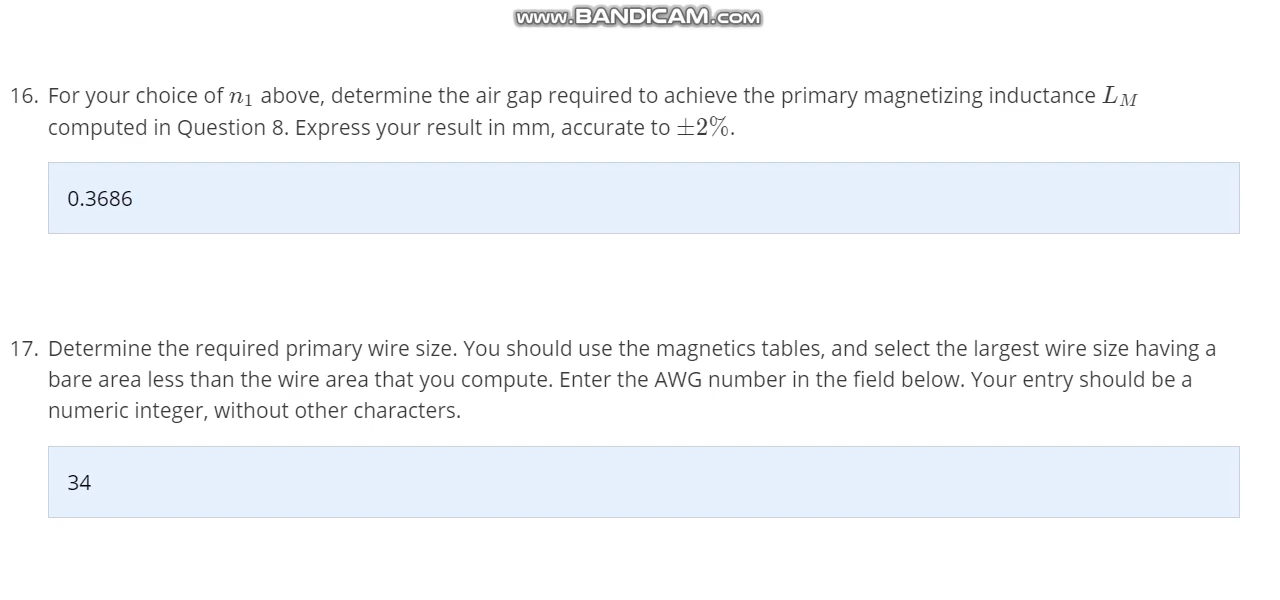 www.BANDICAM.COM
16. For your choice of n₁ above, determine the air gap required to achieve the primary magnetizing inductance L_M
computed in Question 8. Express your result in mm, accurate to ±2%.
0.3686
17. Determine the required primary wire size. You should use the magnetics tables, and select the largest wire size having a
bare area less than the wire area that you compute. Enter the AWG number in the field below. Your entry should be a
numeric integer, without other characters.
34